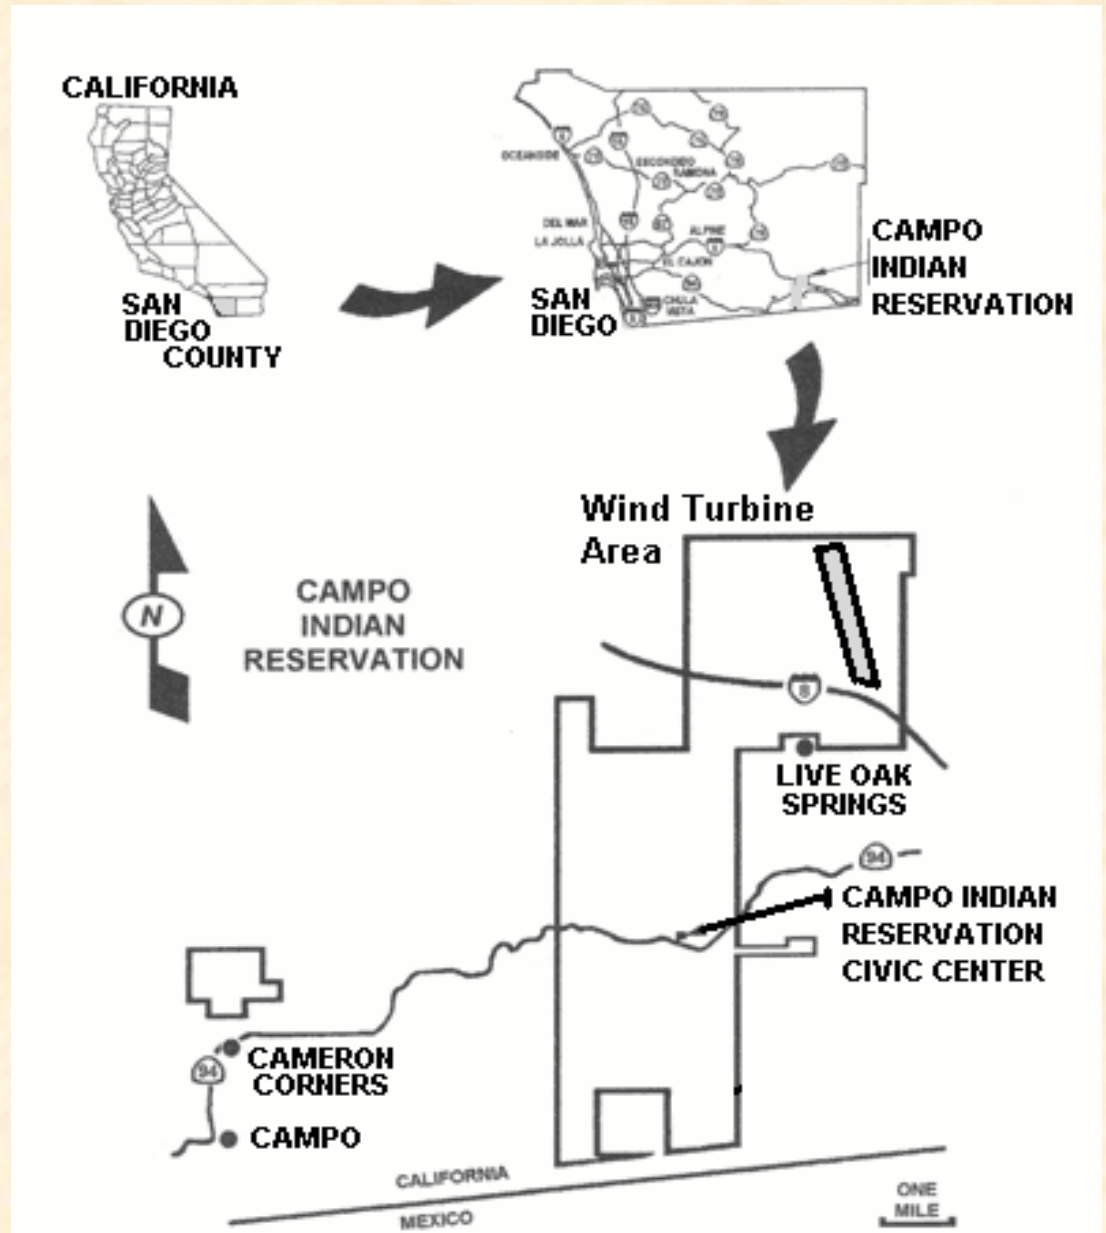 CALIFORNIA
SAN
DIEGO
COUNTY
OCEANSIDE
ESCONDIDO
RAMONA
DEL MAR
LA JOLLA
ALPINE
EL CAJON
CHULA
VISTA
SAN
DIEGO
CAMPO
INDIAN
RESERVATION
Wind Turbine
Area
N
CAMPO
INDIAN
RESERVATION
8
LIVE OAK
SPRINGS
94
CAMPO INDIAN
RESERVATION
CIVIC CENTER
CAMERON
CORNERS
94
CAMPO
CALIFORNIA
MEXICO
ONE
MILE